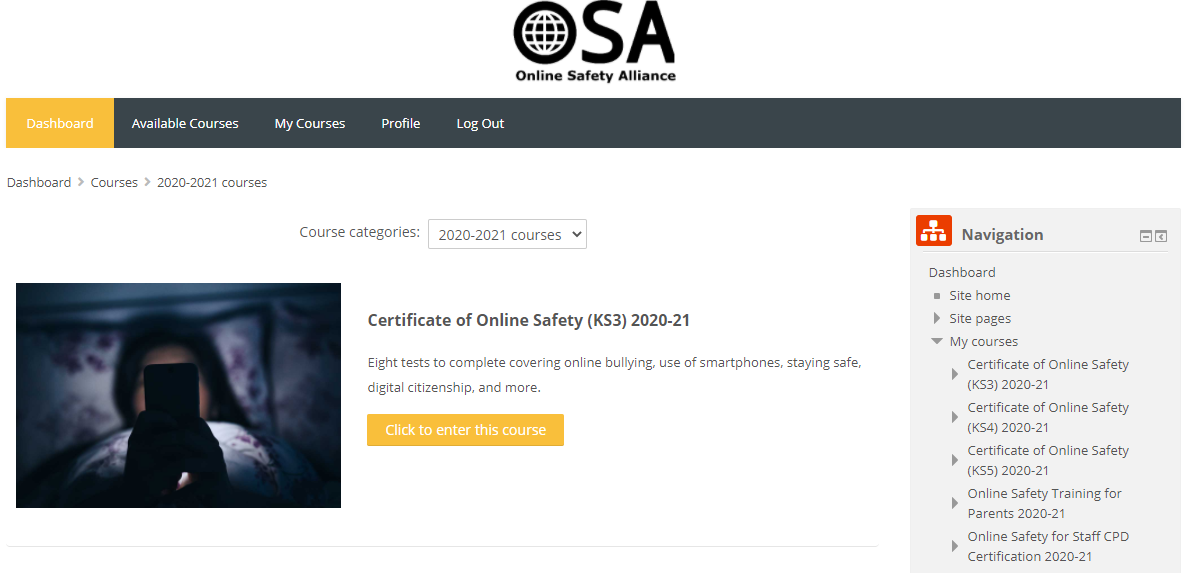 OSA
Online Safety Alliance
Dashboard Available Courses My Courses Profile Log Out
Dashboard Courses 2020-2021 courses
Course categories: 2020-2021 courses
Certificate of Online Safety (KS3) 2020-21
Eight tests to complete covering online bullying, use of smartphones, staying safe,
digital citizenship, and more.
Click to enter this course
Navigation
Dashboard
Site home
Site pages
My courses
Certificate of Online Safety
(KS3) 2020-21
Certificate of Online Safety
(KS4) 2020-21
Certificate of Online Safety
(KS5) 2020-21
Online Safety Training for
Parents 2020-21
Online Safety for Staff CPD
Certification 2020-21